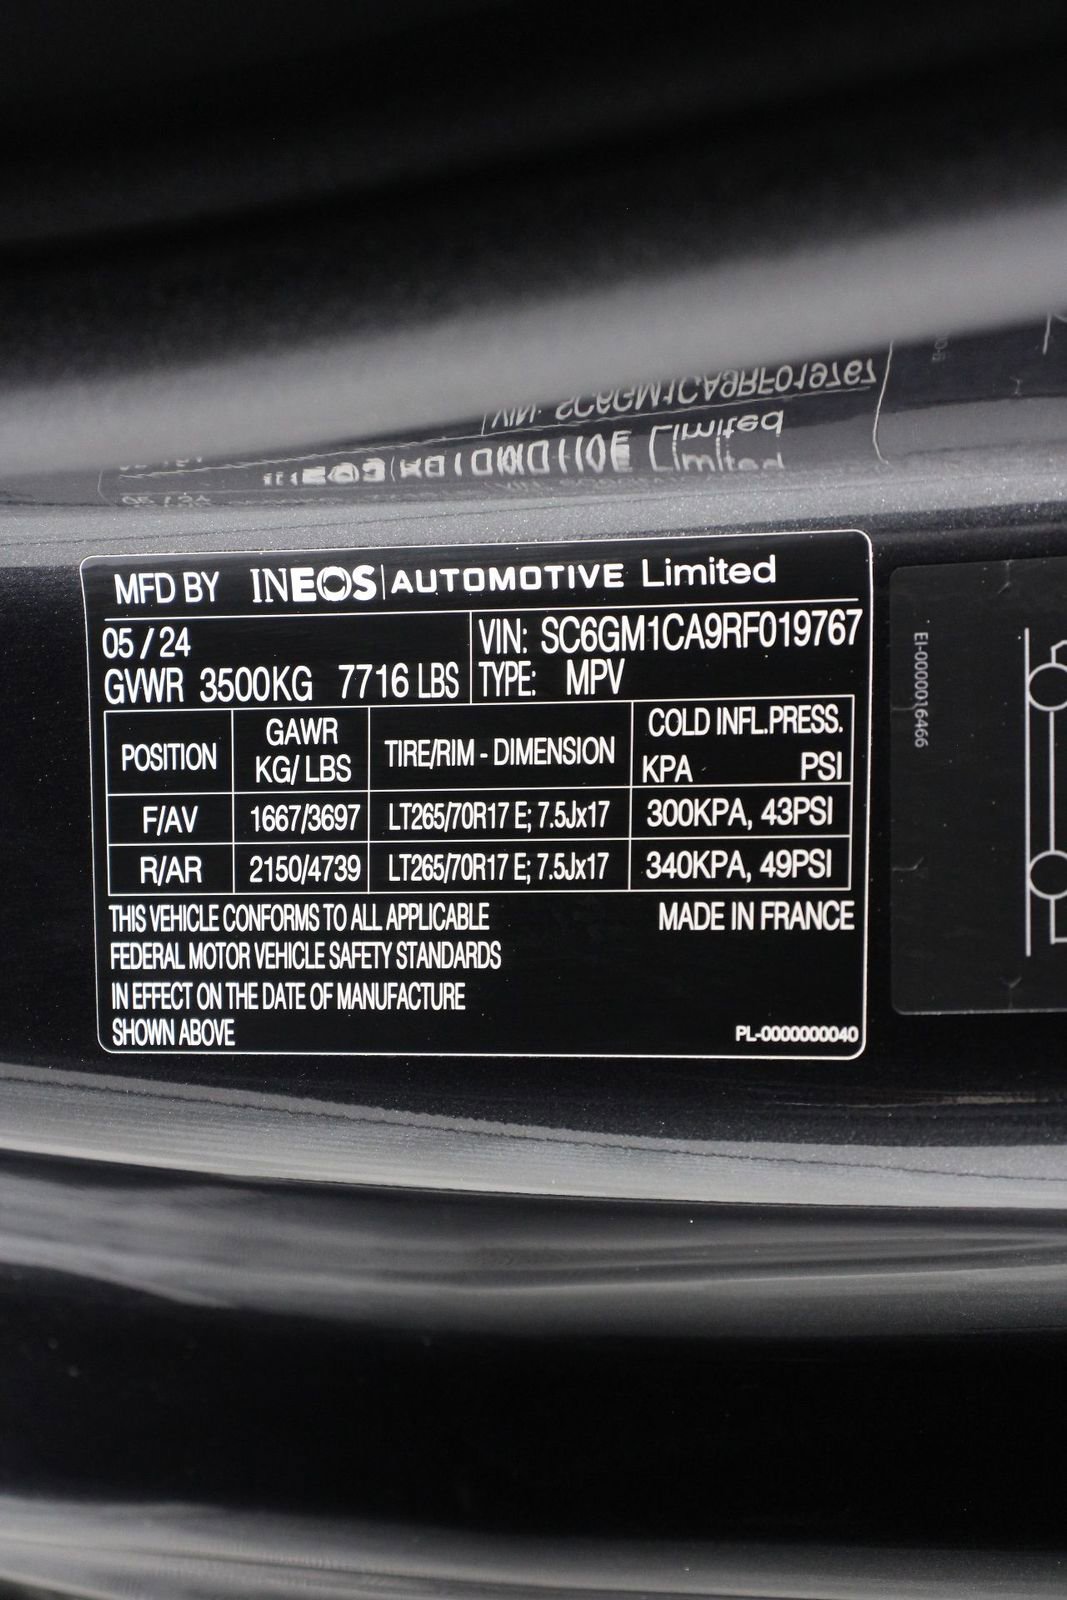 MFD BY INEOS AUTOMOTIVE Limited
05 / 24
GVWR 3500KG 7716 LBS
VIN: SC6GM1CA9RF019767
TYPE: MPV
POSITION GAWR KG/ LBS TIRE/RIM - DIMENSION COLD INFL.PRESS. KPA PSI
F/AV 1667/3697 LT265/70R17 E; 7.5Jx17 300KPA, 43PSI
R/AR 2150/4739 LT265/70R17 E; 7.5Jx17 340KPA, 49PSI
THIS VEHICLE CONFORMS TO ALL APPLICABLE
FEDERAL MOTOR VEHICLE SAFETY STANDARDS
IN EFFECT ON THE DATE OF MANUFACTURE
SHOWN ABOVE
MADE IN FRANCE
PL-0000000040
EI-0000016466